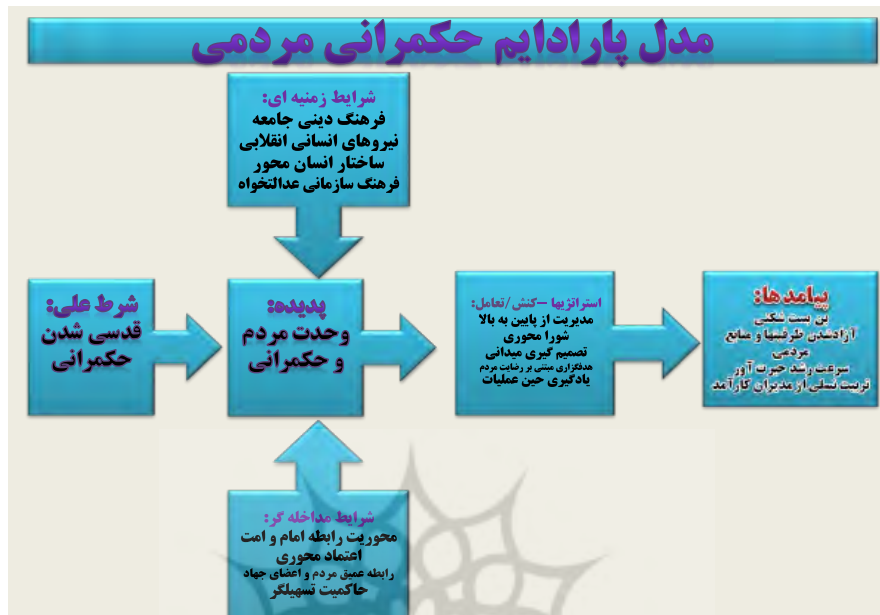 مدل پارادایم حکمرانی مردمی
شرایط زمنیه ای:
فرهنگ دینی جامعه
نیروهای انسانی انقلابی
ساختار انسان محور
فرهنگ سازمانی عدالتخواه
شرط علی:
قدسی شدن
حکمرانی
پدیده:
وحدت مردم
و حکمرانی
استراتژیها –کنش/تعامل:
مدیریت از پایین به بالا
شورا محوری
تصمیم گیری میدانی
هدفگزاری مبتنی بر رضایت مردم
یادگیری حین عملیات
پیامدها:
بن بست شکنی
آزادشدن ظرفیتها و منابع
مردمی
سرعت رشد حیرت آور
تربیت نسلی از مدیران کارآمد
شرایط مداخله گر:
محوریت رابطه امام و امت
اعتماد محوری
رابطه عمیق مردم و اعضای جهاد
حاکمیت تسهیلگر